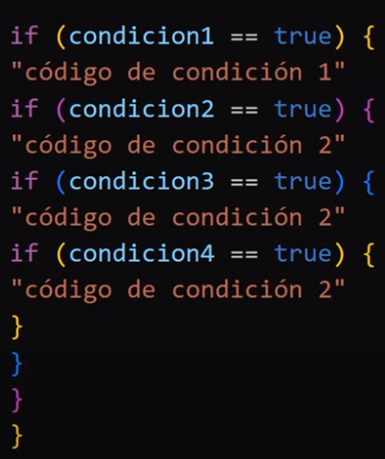 if (condicion1 == true) {
"código de condición 1"
if (condicion2 == true) {
"código de condición 2"
if (condicion3 == true) {
"código de condición 2"
if (condicion4 == true) {
"código de condición 2"
}
}
}
}